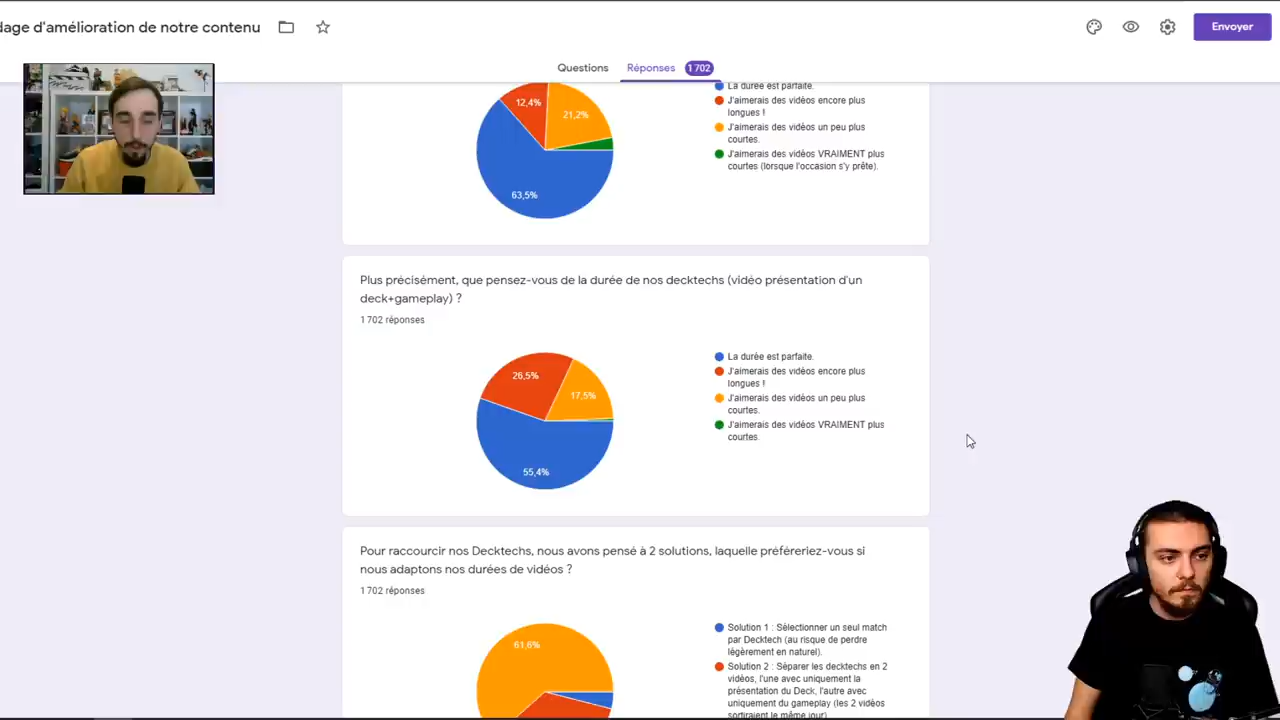 dage d'amélioration de notre contenu
Envoyer
Questions
Réponses
1 702
12,4%
21,2%
63,5%
La durée est parfaite.
J'aimerais des vidéos encore plus
longues !
J'aimerais des vidéos un peu plus
courtes.
J'aimerais des vidéos VRAIMENT plus
courtes (lorsque l'occasion s'y prête).
Plus précisément, que pensez-vous de la durée de nos decktechs (vidéo présentation d'un
deck+gameplay) ?
1 702 réponses
26,5%
17,5%
55,4%
La durée est parfaite.
J'aimerais des vidéos encore plus
longues !
J'aimerais des vidéos un peu plus
courtes.
J'aimerais des vidéos VRAIMENT plus
courtes.
Pour raccourcir nos Decktechs, nous avons pensé à 2 solutions, laquelle préféreriez-vous si
nous adaptons nos durées de vidéos ?
1 702 réponses
61,6%
Solution 1 : Sélectionner un seul match
par Decktech (au risque de perdre
légèrement en naturel).
Solution 2 : Séparer les decktechs en 2
vidéos, l'une avec uniquement la
présentation du Deck, l'autre avec
uniquement du gameplay (les 2 vidéos
sortiraient le même jour)